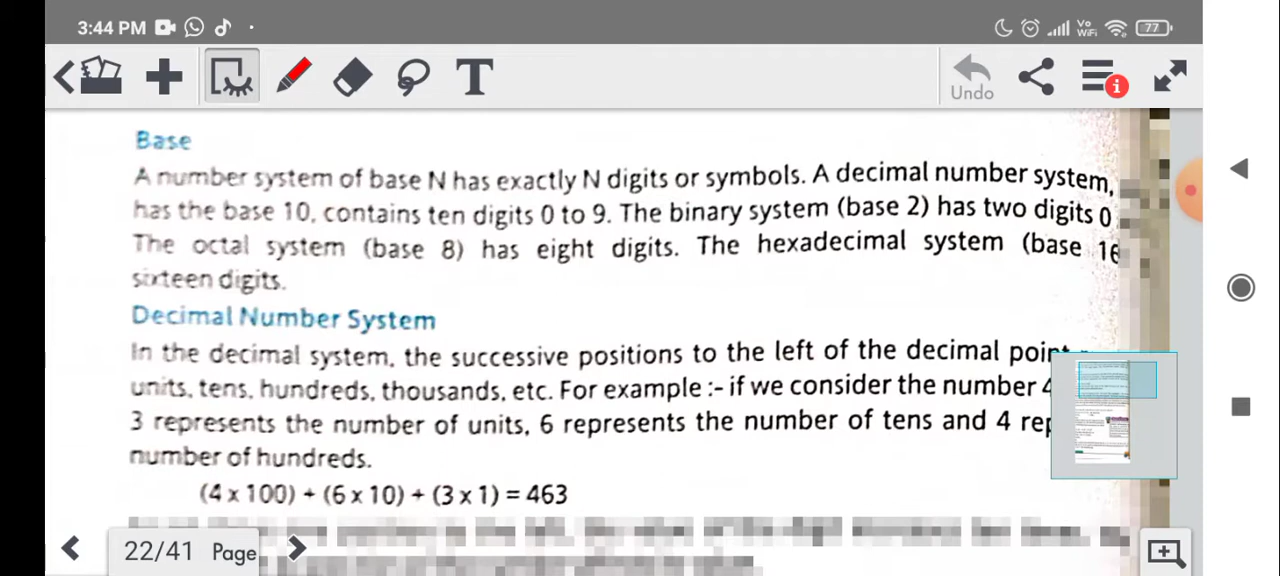 3:44 PM
Vo WiFi 77
T
Undo
i
Base
A number system of base N has exactly N digits or symbols. A decimal number system,
has the base 10, contains ten digits 0 to 9. The binary system (base 2) has two digits 0
The octal system (base 8) has eight digits. The hexadecimal system (base 16
sixteen digits.
Decimal Number System
In the decimal system, the successive positions to the left of the decimal point
units, tens, hundreds, thousands, etc. For example :- if we consider the number 4
3 represents the number of units, 6 represents the number of tens and 4 rep
number of hundreds.
(4 x 100) + (6 x 10) + (3 x 1) = 463
22/41 Page